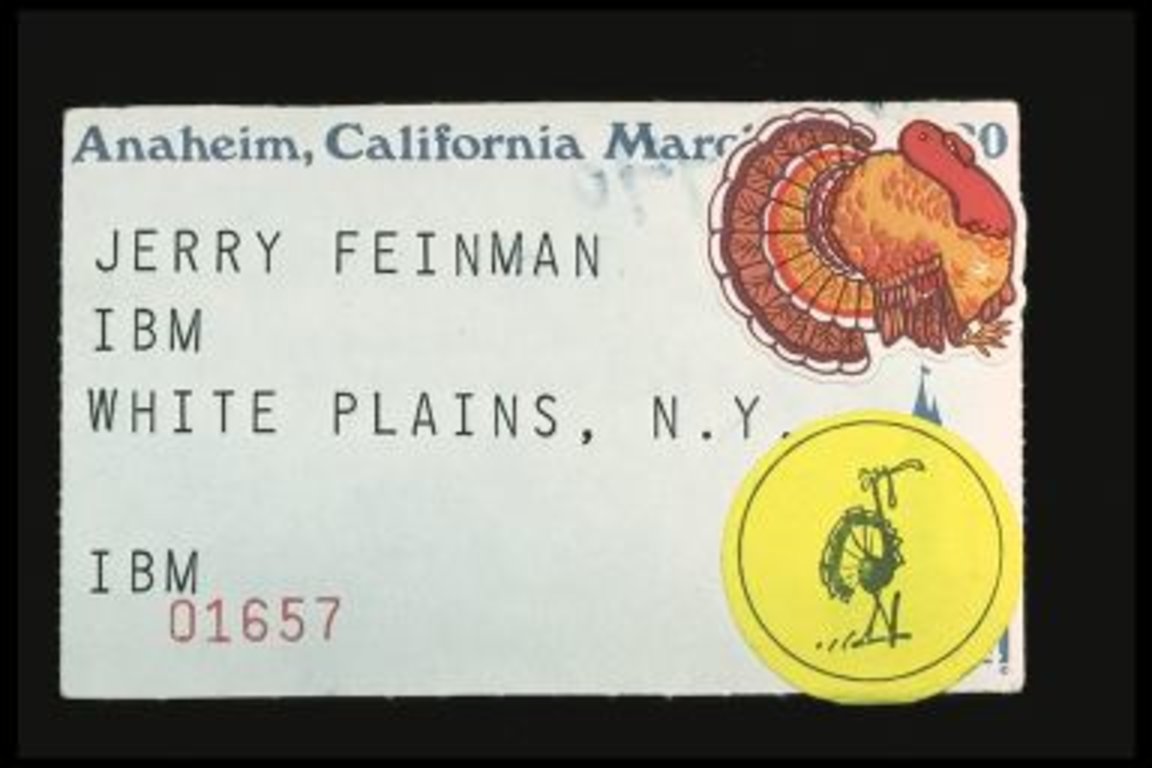 Anaheim, California
JERRY FEINMAN
IBM
WHITE PLAINS, N.Y.
IBM
01657